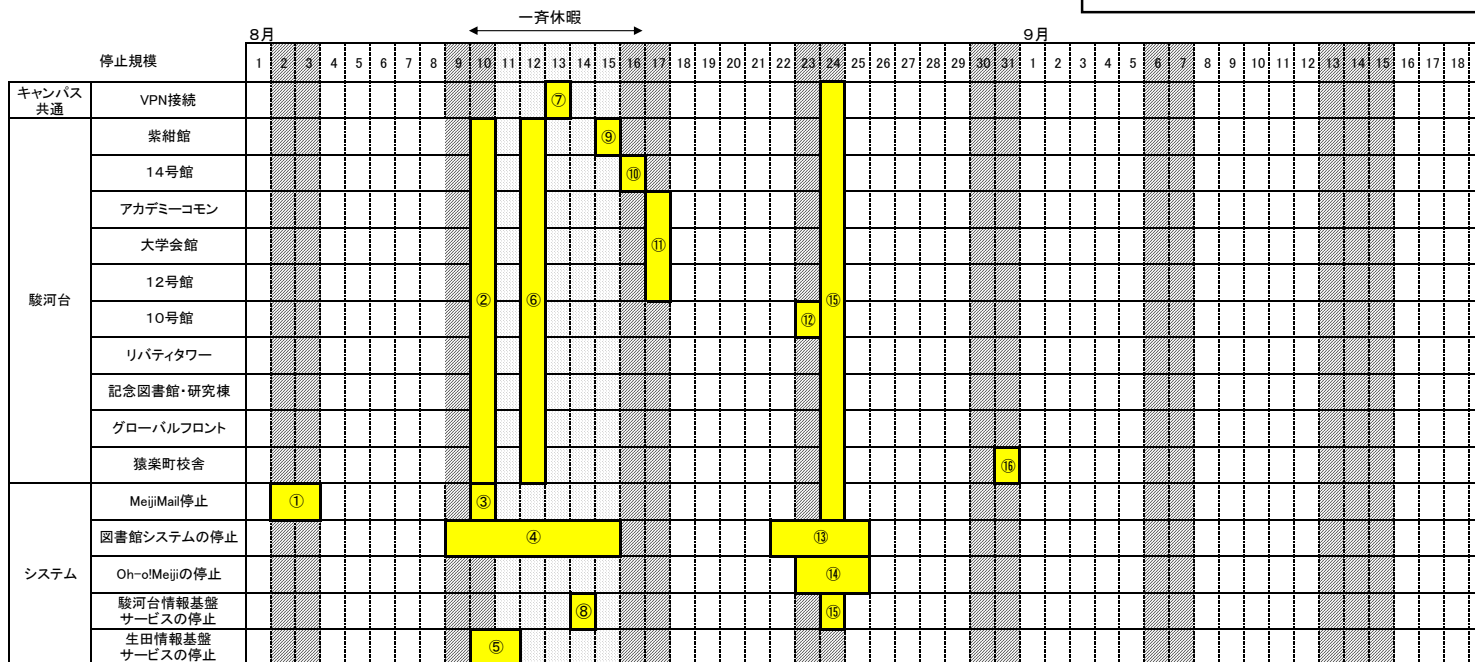 一斉休暇
8月
9月
停止規模
1 2 3 4 5 6 7 8 9 10 11 12 13 14 15 16 17 18 19 20 21 22 23 24 25 26 27 28 29 30 31 1 2 3 4 5 6 7 8 9 10 11 12 13 14 15 16 17 18
キャンパス
共通
VPN接続
⑦
駿河台
紫紺館
⑨
14号館
⑩
アカデミーコモン
大学会館
⑪
12号館
10号館
②
⑥
⑫
⑮
リバティタワー
記念図書館・研究棟
グローバルフロント
猿楽町校舎
⑯
システム
MeijiMail停止
①
③
図書館システムの停止
④
⑬
Oh-o!Meijiの停止
⑭
駿河台情報基盤
サービスの停止
⑧
⑮
生田情報基盤
サービスの停止
⑤